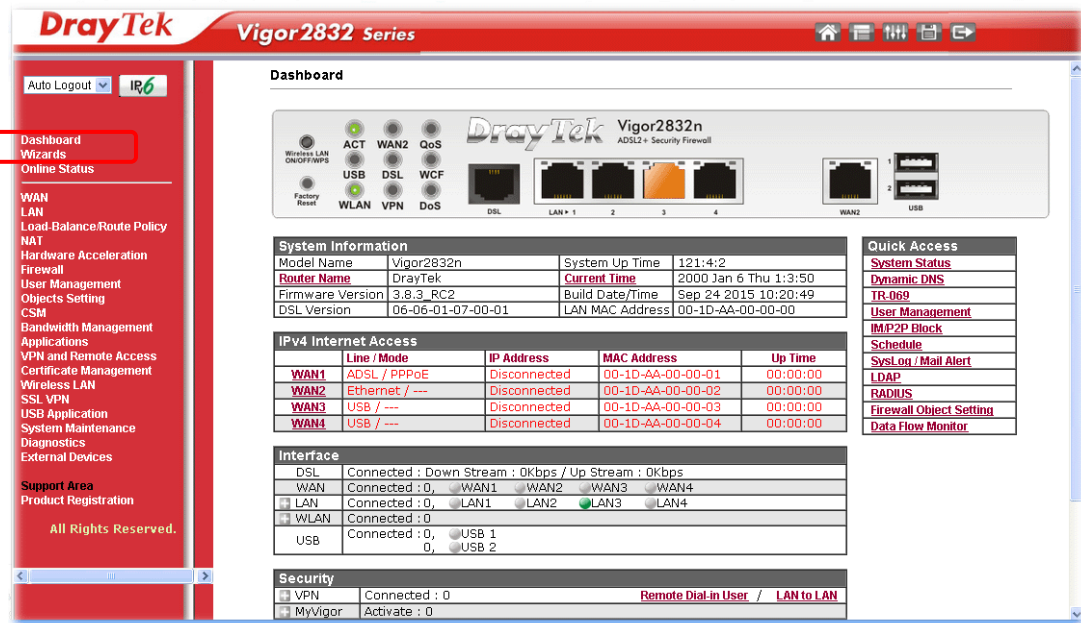 DrayTek
Vigor2832 Series
Auto Logout
IPv6
Dashboard
Wizards
Online Status
WAN
LAN
Load-Balance/Route Policy
NAT
Hardware Acceleration
Firewall
User Management
Objects Setting
CSM
Bandwidth Management
Applications
VPN and Remote Access
Certificate Management
Wireless LAN
SSL VPN
USB Application
System Maintenance
Diagnostics
External Devices
Support Area
Product Registration
All Rights Reserved.
Dashboard
Wireless LAN
ON/OFF/WPS
Factory
Reset
ACT WAN2 QoS
USB DSL WCF
WLAN VPN DoS
DrayTek
Vigor2832n
ADSL2+ Security Firewall
DSL LAN 1 2 3 4 WAN2
1
2
USB
System Information
Model Name Vigor2832n System Up Time 121:4:2
Router Name DrayTek Current Time 2000 Jan 6 Thu 1:3:50
Firmware Version 3.8.3_RC2 Build Date/Time Sep 24 2015 10:20:49
DSL Version 06-06-01-07-00-01 LAN MAC Address 00-1D-AA-00-00-00
IPv4 Internet Access
Line / Mode IP Address MAC Address Up Time
WAN1 ADSL / PPPoE Disconnected 00-1D-AA-00-00-01 00:00:00
WAN2 Ethernet / --- Disconnected 00-1D-AA-00-00-02 00:00:00
WAN3 USB / --- Disconnected 00-1D-AA-00-00-03 00:00:00
WAN4 USB / --- Disconnected 00-1D-AA-00-00-04 00:00:00
Interface
DSL Connected : Down Stream : 0Kbps / Up Stream : 0Kbps
WAN Connected : 0, WAN1 WAN2 WAN3 WAN4
LAN Connected : 0, LAN1 LAN2 LAN3 LAN4
WLAN Connected : 0
USB Connected : 0, USB 1
0, USB 2
Security
VPN Connected : 0 Remote Dial-in User / LAN to LAN
MyVigor Activate : 0
Quick Access
System Status
Dynamic DNS
TR-069
User Management
IM/P2P Block
Schedule
SysLog / Mail Alert
LDAP
RADIUS
Firewall Object Setting
Data Flow Monitor